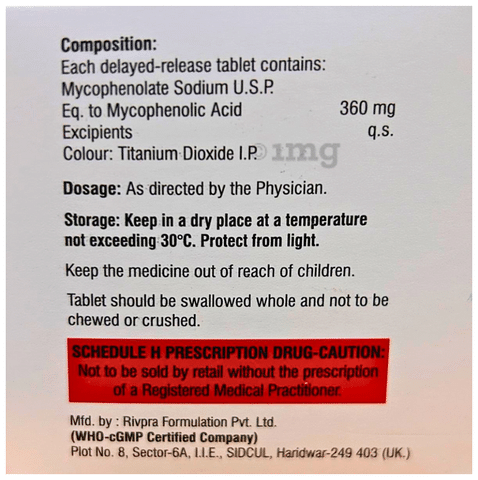 Composition:
Each delayed-release tablet contains:
Mycophenolate Sodium U.S.P.
Eq. to Mycophenolic Acid 360 mg
Excipients q.s.
Colour: Titanium Dioxide I.P.
1mg
Dosage: As directed by the Physician.
Storage: Keep in a dry place at a temperature
not exceeding 30°C. Protect from light.
Keep the medicine out of reach of children.
Tablet should be swallowed whole and not to be
chewed or crushed.
SCHEDULE H PRESCRIPTION DRUG-CAUTION:
Not to be sold by retail without the prescription
of a Registered Medical Practitioner.
Mfd. by : Rivpra Formulation Pvt. Ltd.
(WHO-cGMP Certified Company)
Plot No. 8, Sector-6A, I.I.E., SIDCUL, Haridwar-249 403 (UK.)